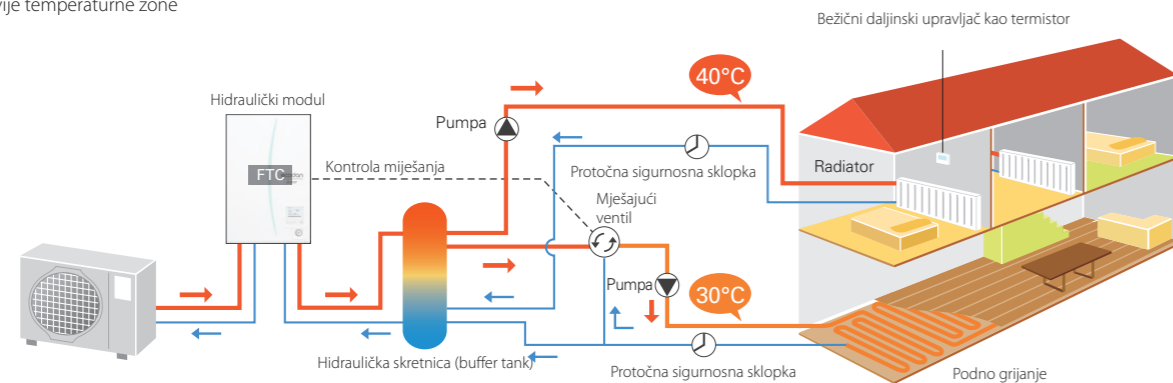 vije temperaturne zone
Bežični daljinski upravljač kao termistor
40°C
Hidraulički modul
Pumpa
Kontrola miješanja
FTC
Protočna sigurnosna sklopka
Radiator
Mješajući
ventil
Pumpa
30°C
Hidraulička skretnica (buffer tank)
Protočna sigurnosna sklopka
Podno grijanje